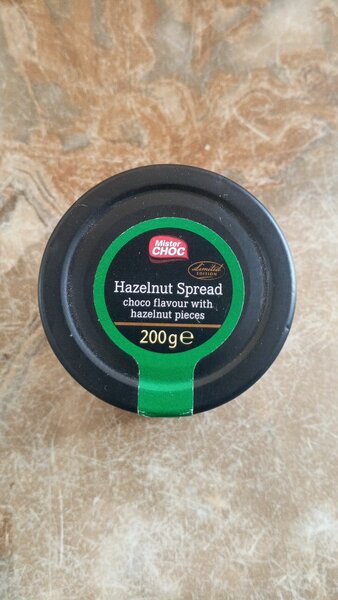 Mister
CHOC
Limited
EDITION
Hazelnut Spread
choco flavour with
hazelnut pieces
200g℮